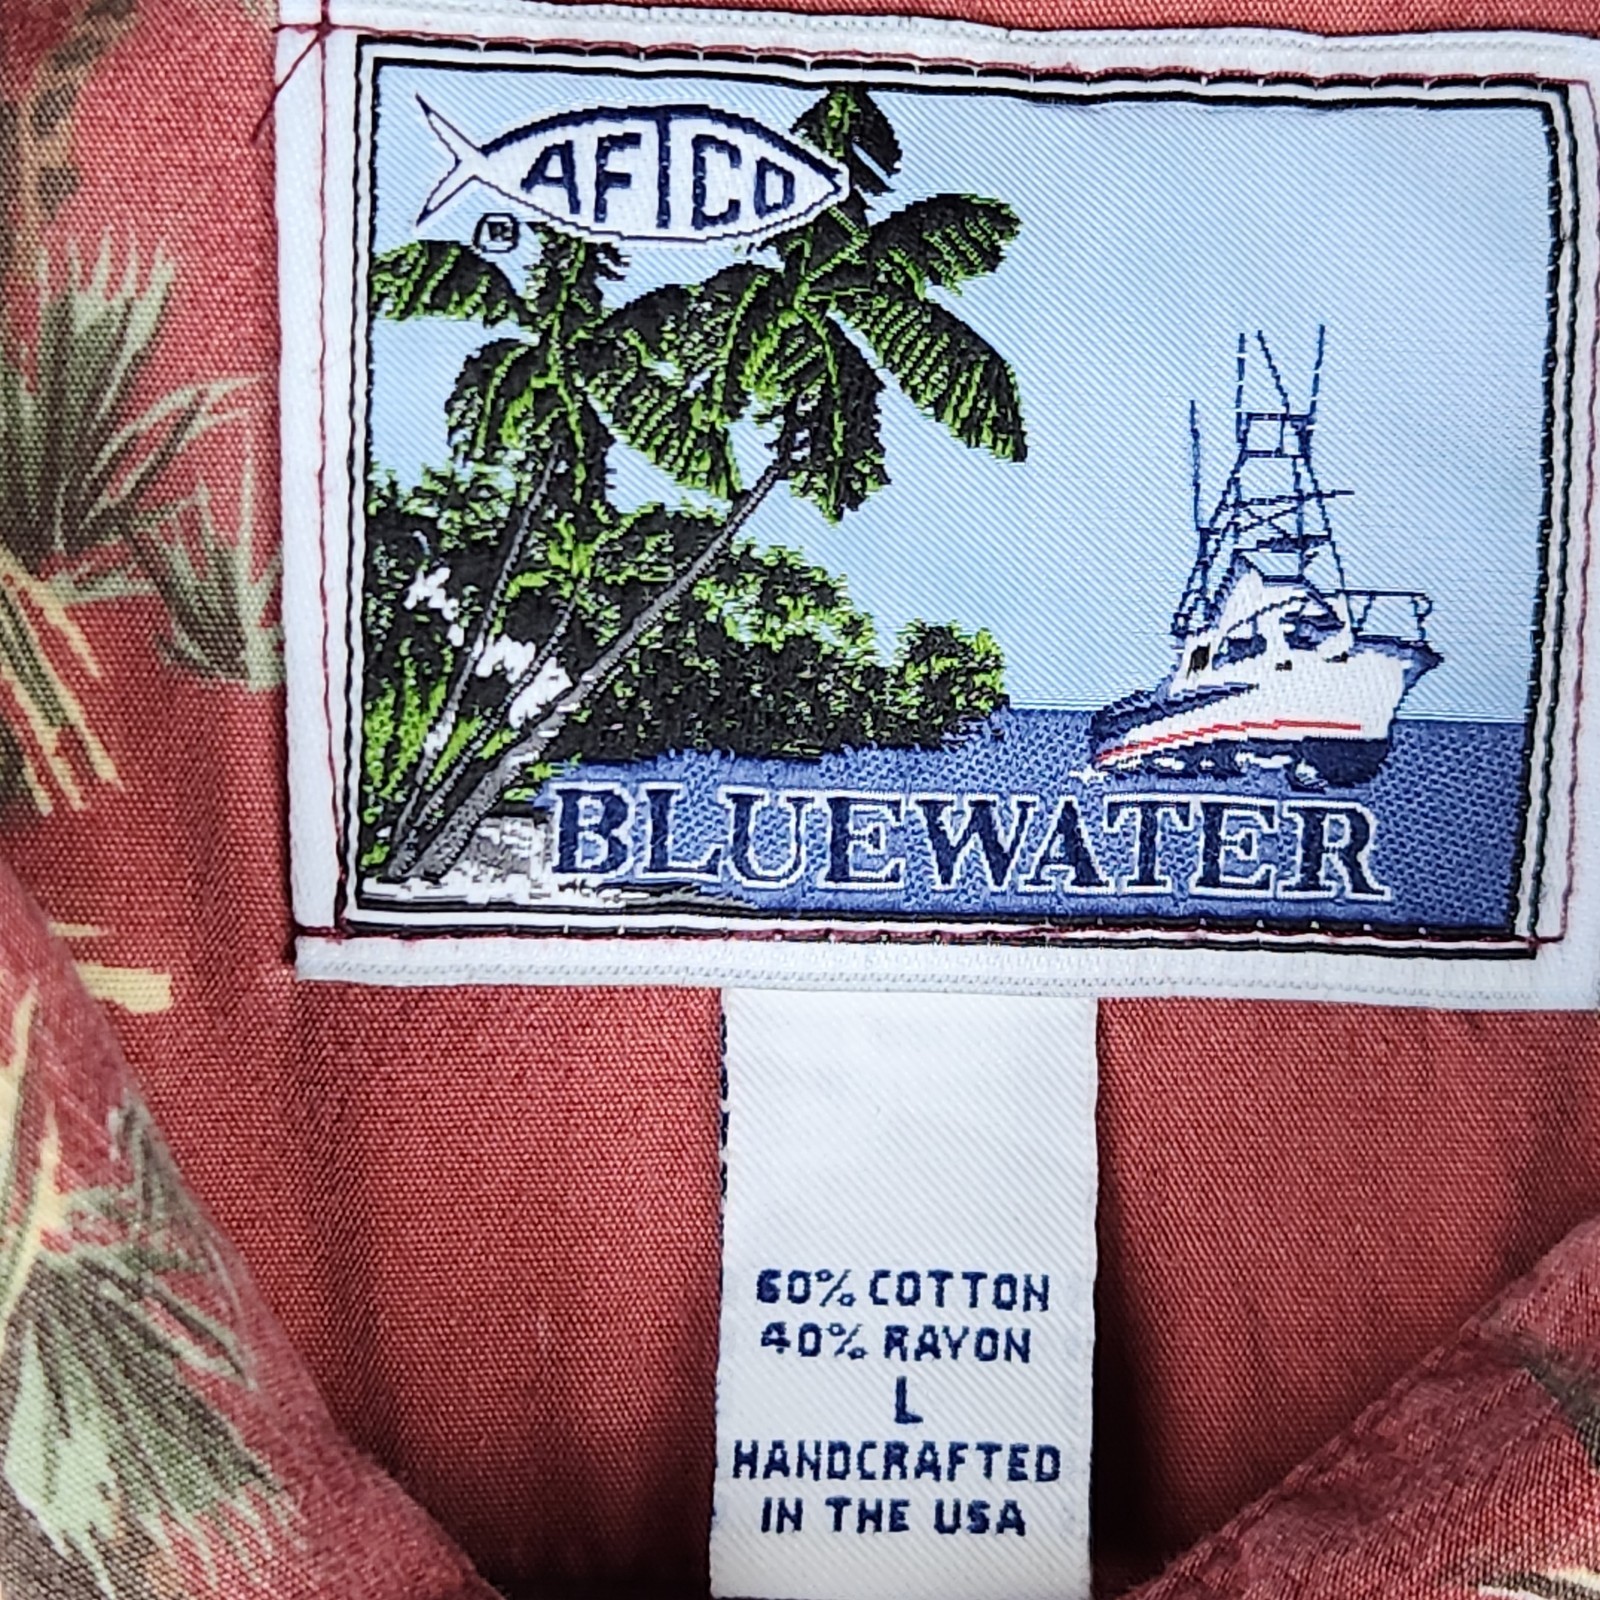 AFTCO
®
BLUEWATER
60% COTTON
40% RAYON
L
HANDCRAFTED
IN THE USA